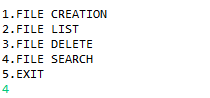 1.FILE CREATION
2.FILE LIST
3.FILE DELETE
4.FILE SEARCH
5.EXIT
4